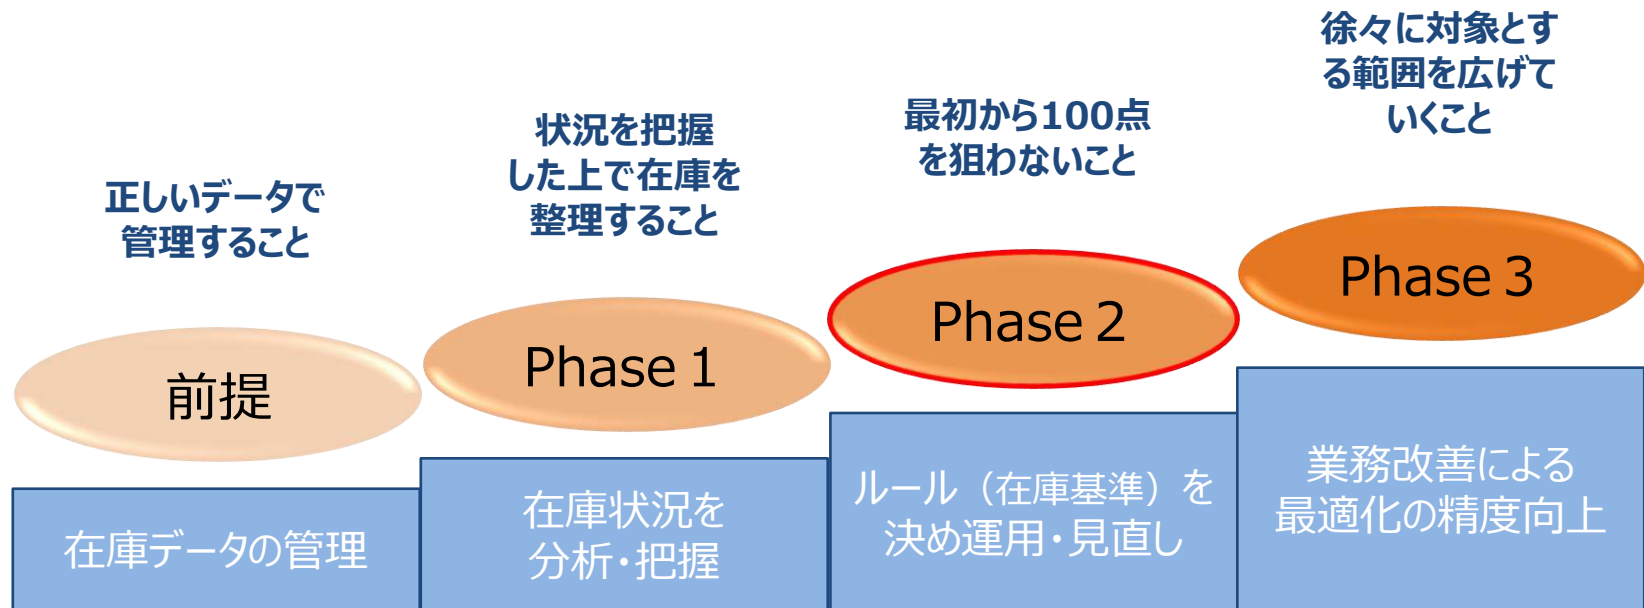 正しいデータで
管理すること
前提
在庫データの管理
状況を把握
した上で在庫を
整理すること
Phase 1
在庫状況を
分析・把握
最初から100点
を狙わないこと
Phase 2
ルール（在庫基準）を
決め運用・見直し
徐々に対象とす
る範囲を広げて
いくこと
Phase 3
業務改善による
最適化の精度向上